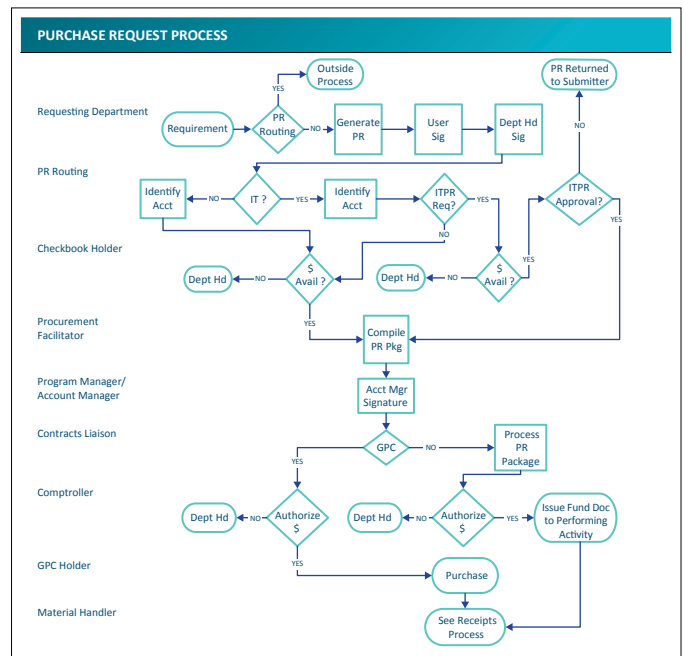 PURCHASE REQUEST PROCESS
Outside
Process
PR Returned
to Submitter
YES
Requesting Department
Requirement
PR
Routing
NO
Generate
PR
User
Sig
Dept Hd
Sig
NO
PR Routing
Identify
Acct
NO
IT ?
YES
Identify
Acct
ITPR
Req?
YES
ITPR
Approval?
NO
YES
YES
Checkbook Holder
Dept Hd
NO
$
Avail ?
Dept Hd
NO
$
Avail ?
YES
YES
Procurement
Facilitator
Compile
PR Pkg
Program Manager/
Account Manager
Acct Mgr
Signature
Contracts Liaison
GPC
NO
Process
PR
Package
YES
Comptroller
Dept Hd
NO
Authorize
$
Dept Hd
NO
Authorize
$
YES
Issue Fund Doc
to Performing
Activity
YES
GPC Holder
Purchase
Material Handler
See Receipts
Process